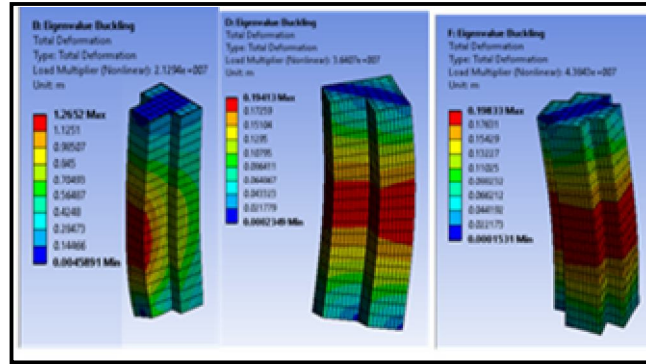 B: Eigenvalue Buckling
Total Deformation
Type: Total Deformation
Load Multiplier (Nonlinear): 2.1294e+007
Unit: m
1.2652 Max
1.1251
0.98507
0.845
0.70493
0.56487
0.4248
0.28473
0.14466
0.0045891 Min
D: Eigenvalue Buckling
Total Deformation
Type: Total Deformation
Load Multiplier (Nonlinear): 3.6407e+007
Unit: m
0.19413 Max
0.17259
0.15104
0.1295
0.10795
0.086411
0.064867
0.043323
0.021779
0.0002349 Min
F: Eigenvalue Buckling
Total Deformation
Type: Total Deformation
Load Multiplier (Nonlinear): 4.3643e+007
Unit: m
0.19833 Max
0.17631
0.15429
0.13227
0.11025
0.088232
0.066212
0.044192
0.022173
0.0001531 Min